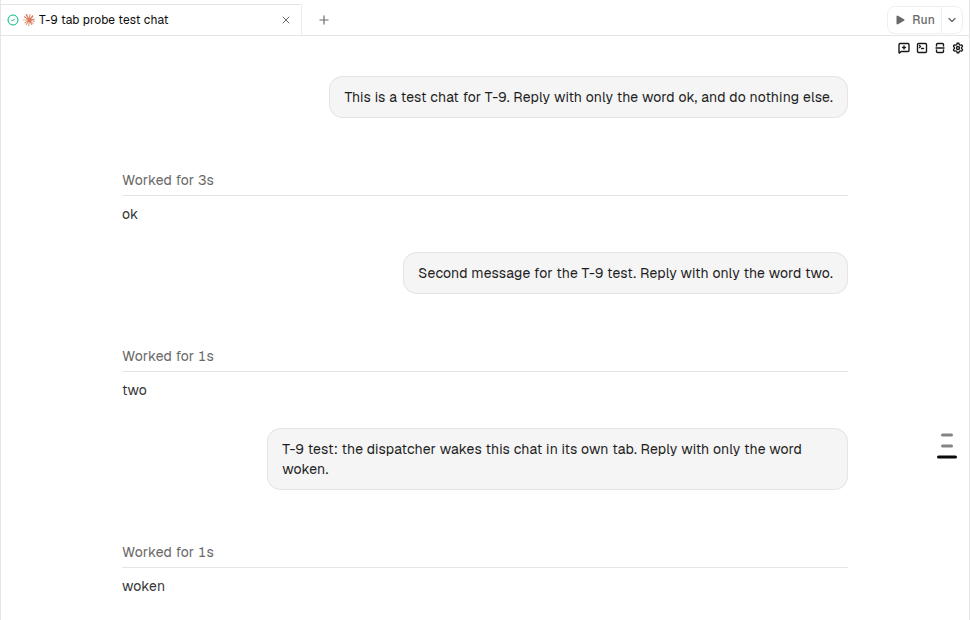 T-9 tab probe test chat
Run
This is a test chat for T-9. Reply with only the word ok, and do nothing else.
Worked for 3s
ok
Second message for the T-9 test. Reply with only the word two.
Worked for 1s
two
T-9 test: the dispatcher wakes this chat in its own tab. Reply with only the word
woken.
Worked for 1s
woken